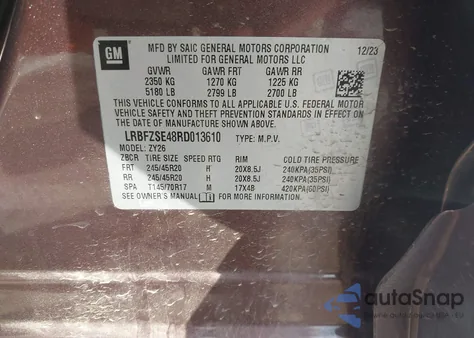 GM
MFD BY SAIC GENERAL MOTORS CORPORATION 12/23
LIMITED FOR GENERAL MOTORS LLC
GVWR GAWR FRT GAWR RR
2350 KG 1270 KG 1225 KG
5180 LB 2799 LB 2700 LB
THIS VEHICLE CONFORMS TO ALL APPLICABLE U.S. FEDERAL MOTOR
VEHICLE SAFETY AND THEFT PREVENTION STANDARDS IN EFFECT ON
THE DATE OF MANUFACTURE SHOWN ABOVE.
LRBFZSE48RD013610 TYPE: M.P.V.
MODEL: ZY26
ZBCR TIRE SIZE SPEED RTG RIM COLD TIRE PRESSURE
FRT 245/45R20 H 20X8.5J 240KPA(35PSI)
RR 245/45R20 H 20X8.5J 240KPA(35PSI)
SPA T145/70R17 M 17X4B 420KPA(60PSI)
SEE OWNER'S MANUAL FOR MORE INFORMATION.
autoSnap